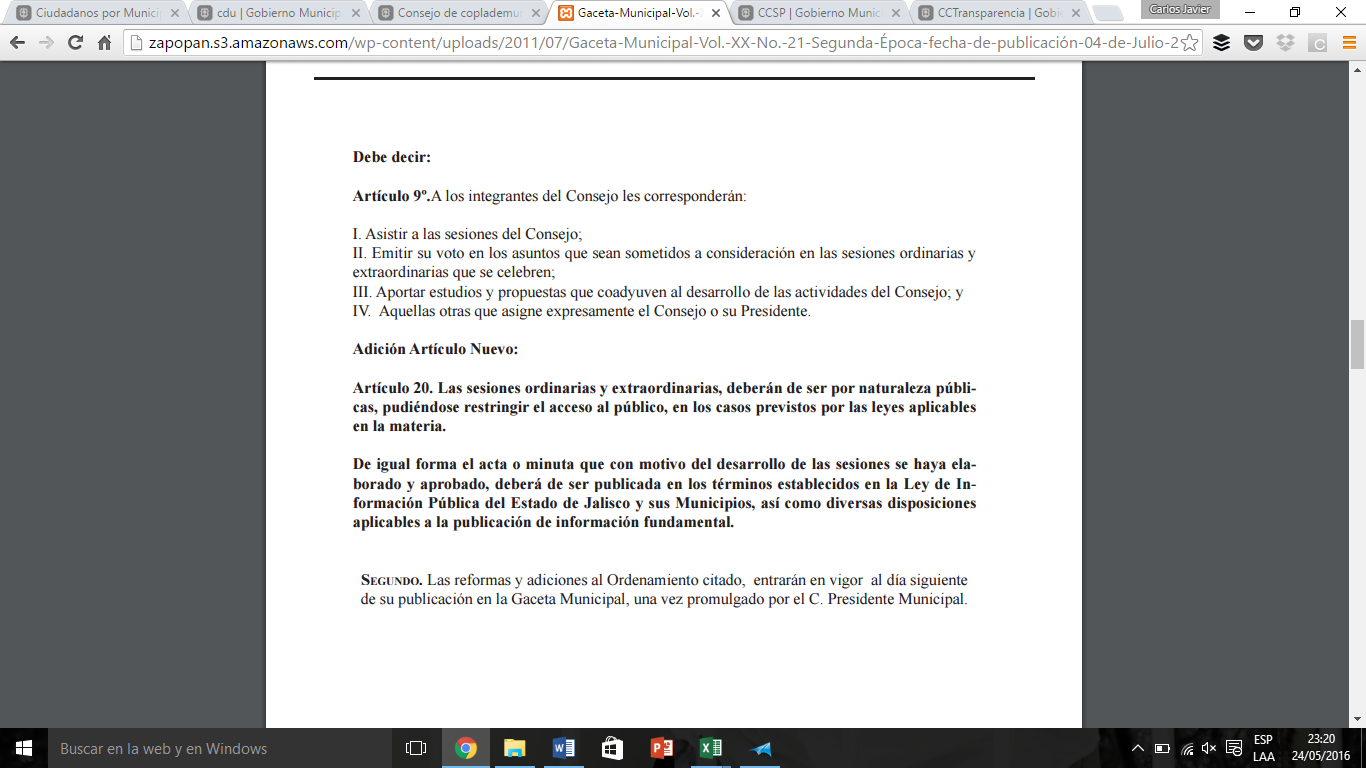 Ciudadanos por Munici
cdu | Gobierno Municip
Consejo de coplademu
Gaceta-Municipal-Vol.-
CCSP | Gobierno Munic
CCTransparencia | Gobi
Carlos Javier
zapopan.s3.amazonaws.com/wp-content/uploads/2011/07/Gaceta-Municipal-Vol.-XX-No.-21-Segunda-Época-fecha-de-publicación-04-de-Julio-2
Debe decir:
Artículo 9º.A los integrantes del Consejo les corresponderán:
I. Asistir a las sesiones del Consejo;
II. Emitir su voto en los asuntos que sean sometidos a consideración en las sesiones ordinarias y
extraordinarias que se celebren;
III. Aportar estudios y propuestas que coadyuven al desarrollo de las actividades del Consejo; y
IV. Aquellas otras que asigne expresamente el Consejo o su Presidente.
Adición Artículo Nuevo:
Artículo 20. Las sesiones ordinarias y extraordinarias, deberán de ser por naturaleza públi-
cas, pudiéndose restringir el acceso al público, en los casos previstos por las leyes aplicables
en la materia.
De igual forma el acta o minuta que con motivo del desarrollo de las sesiones se haya ela-
borado y aprobado, deberá de ser publicada en los términos establecidos en la Ley de In-
formación Pública del Estado de Jalisco y sus Municipios, así como diversas disposiciones
aplicables a la publicación de información fundamental.
SEGUNDO. Las reformas y adiciones al Ordenamiento citado, entrarán en vigor al día siguiente
de su publicación en la Gaceta Municipal, una vez promulgado por el C. Presidente Municipal.
Buscar en la web y en Windows
ESP
LAA
23:20
24/05/2016